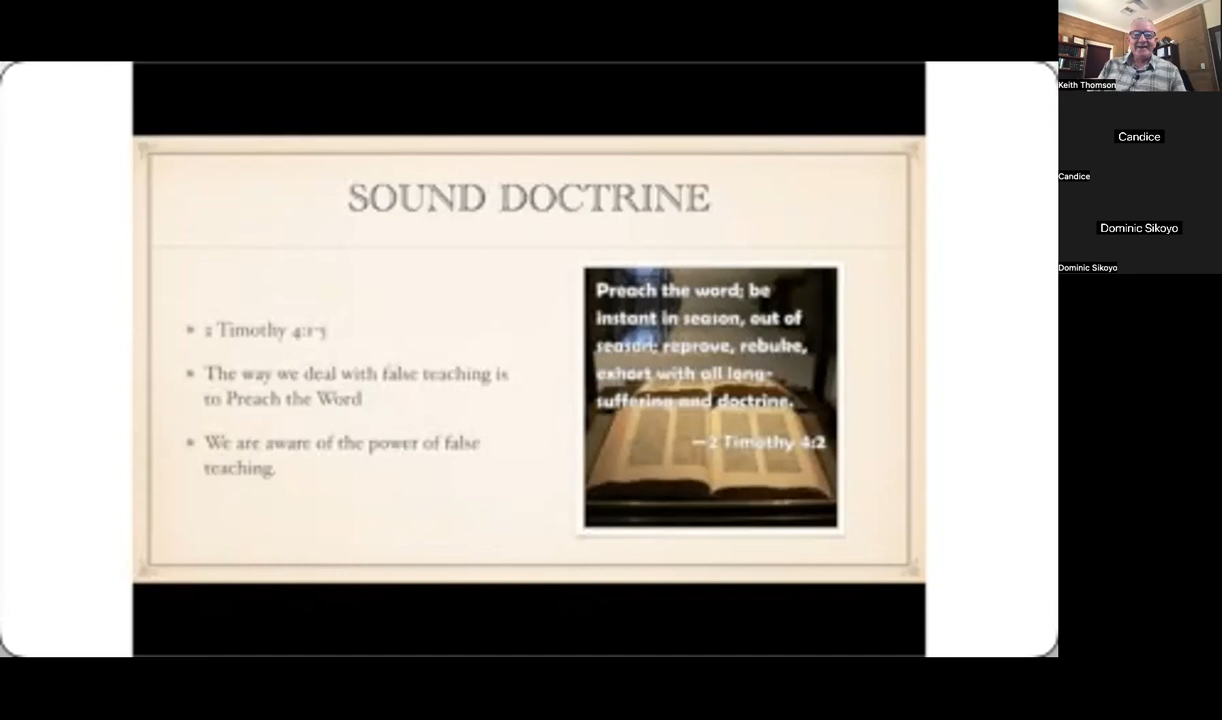 SOUND DOCTRINE
• 2 Timothy 4:1-5
• The way we deal with false teaching is
to Preach the Word
• We are aware of the power of false
teaching.
Preach the word; be
instant in season, out of
season; reprove, rebuke,
exhort with all long-
suffering and doctrine.
—2 Timothy 4:2
Keith Thomson
Candice
Candice
Dominic Sikoyo
Dominic Sikoyo